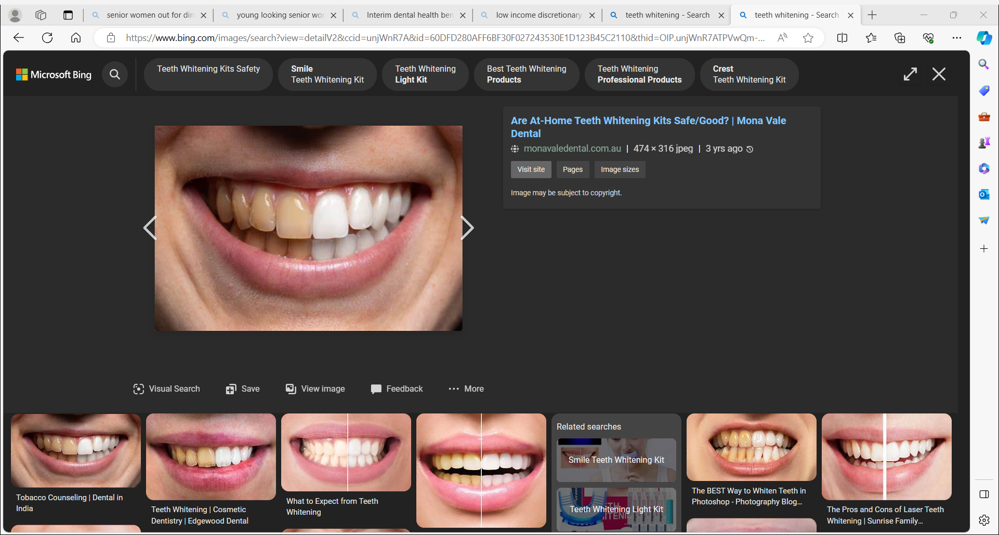 senior women out for din
young looking senior wor
Interim dental health ben
low income discretionary
teeth whitening - Search
teeth whitening - Search
https://www.bing.com/images/search?view=detailV2&ccid=unjWnR7A&id=60DFD280AFF6BF30F027243530E1D123B45C2110&thid=OIP.unjWnR7ATPVwQm-...
Microsoft Bing
Teeth Whitening Kits Safety
Smile
Teeth Whitening Kit
Teeth Whitening
Light Kit
Best Teeth Whitening
Products
Teeth Whitening
Professional Products
Crest
Teeth Whitening Kit
Are At-Home Teeth Whitening Kits Safe/Good? | Mona Vale
Dental
monavaledental.com.au | 474 × 316 jpeg | 3 yrs ago
Visit site
Pages
Image sizes
Image may be subject to copyright.
Visual Search
Save
View image
Feedback
More
Tobacco Counseling | Dental in
India
Teeth Whitening | Cosmetic
Dentistry | Edgewood Dental
What to Expect from Teeth
Whitening
Related searches
Smile Teeth Whitening Kit
Teeth Whitening Light Kit
The BEST Way to Whiten Teeth in
Photoshop - Photography Blog...
The Pros and Cons of Laser Teeth
Whitening | Sunrise Family...